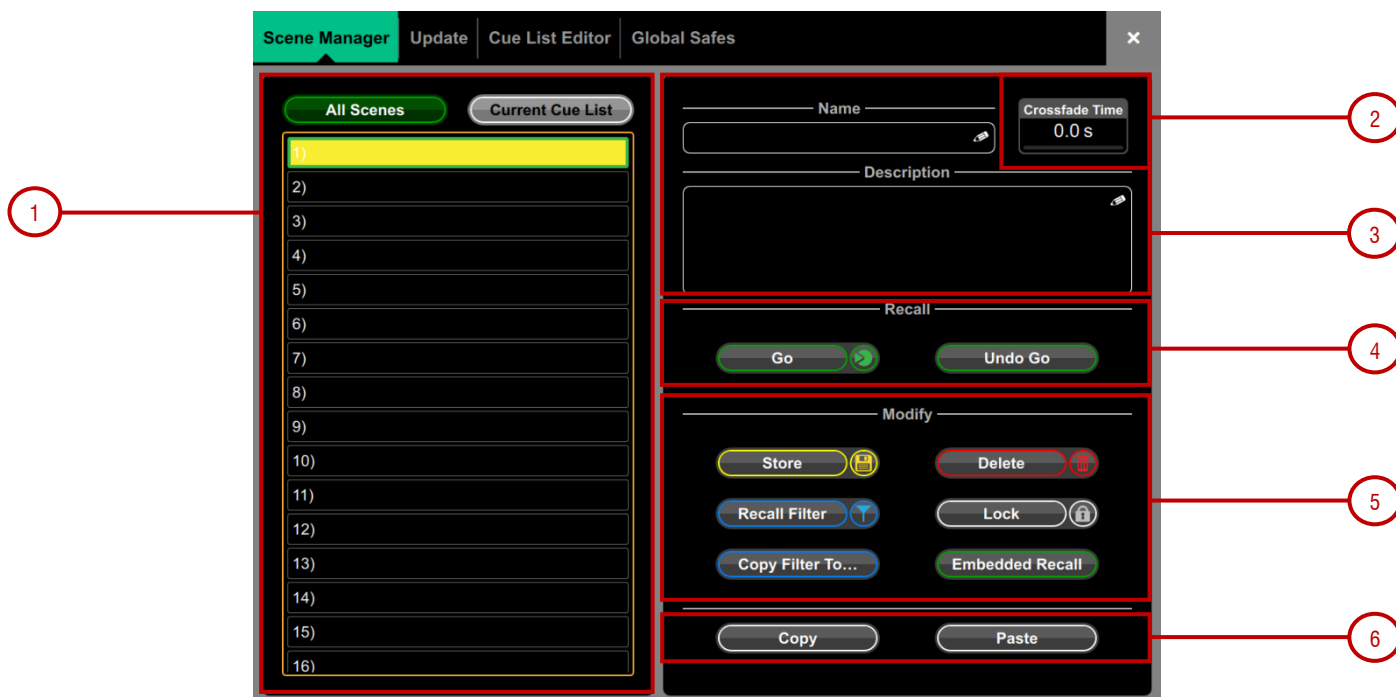 Scene Manager Update Cue List Editor Global Safes
All Scenes Current Cue List
1)
2)
3)
4)
5)
6)
7)
8)
9)
10)
11)
12)
13)
14)
15)
16)
Name
Crossfade Time
0.0 s
Description
Recall
Go Undo Go
Modify
Store Delete
Recall Filter Lock
Copy Filter To... Embedded Recall
Copy Paste
1
2
3
4
5
6